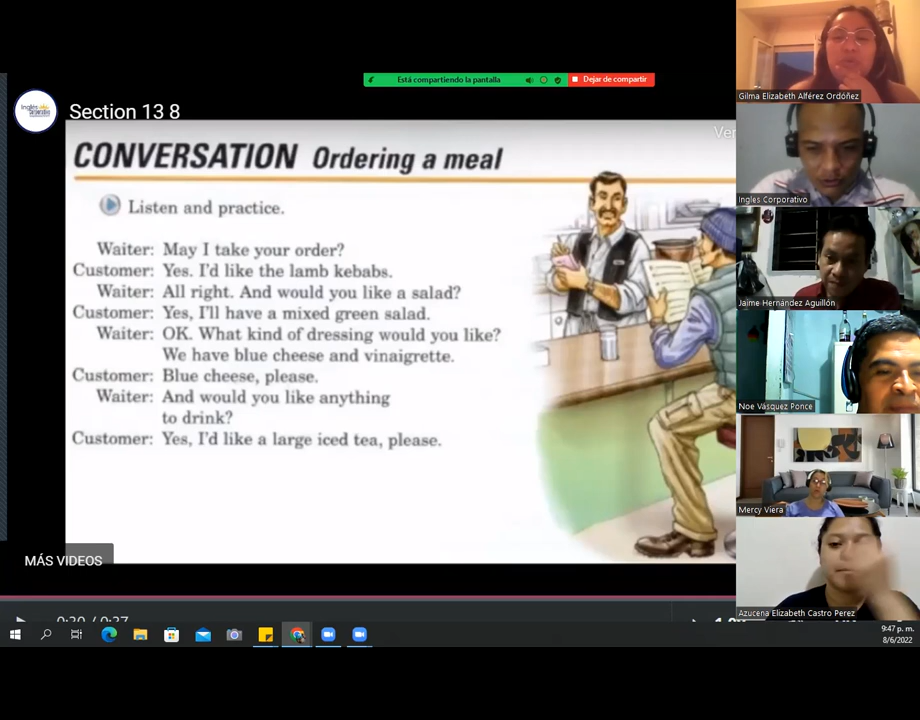 Está compartiendo la pantalla
Dejar de compartir
Section 13 8
CONVERSATION Ordering a meal
Listen and practice.
Waiter: May I take your order?
Customer: Yes. I'd like the lamb kebabs.
Waiter: All right. And would you like a salad?
Customer: Yes, I'll have a mixed green salad.
Waiter: OK. What kind of dressing would you like?
We have blue cheese and vinaigrette.
Customer: Blue cheese, please.
Waiter: And would you like anything
to drink?
Customer: Yes, I'd like a large iced tea, please.
MÁS VIDEOS
Gilma Elizabeth Alférez Ordóñez
Ingles Corporativo
Jaime Hernández Aguillón
Noe Vásquez Ponce
Mercy Viera
Azucena Elizabeth Castro Perez
9:47 p. m.
8/6/2022